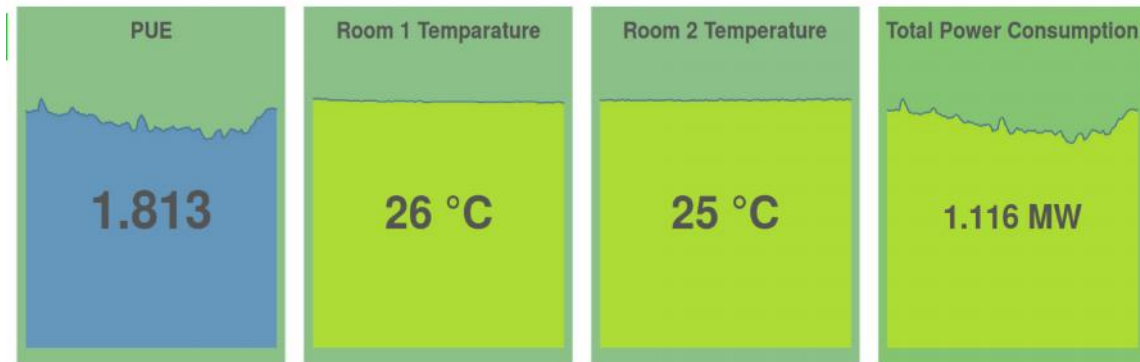 PUE
1.813
Room 1 Temparature
26 °C
Room 2 Temperature
25 °C
Total Power Consumption
1.116 MW